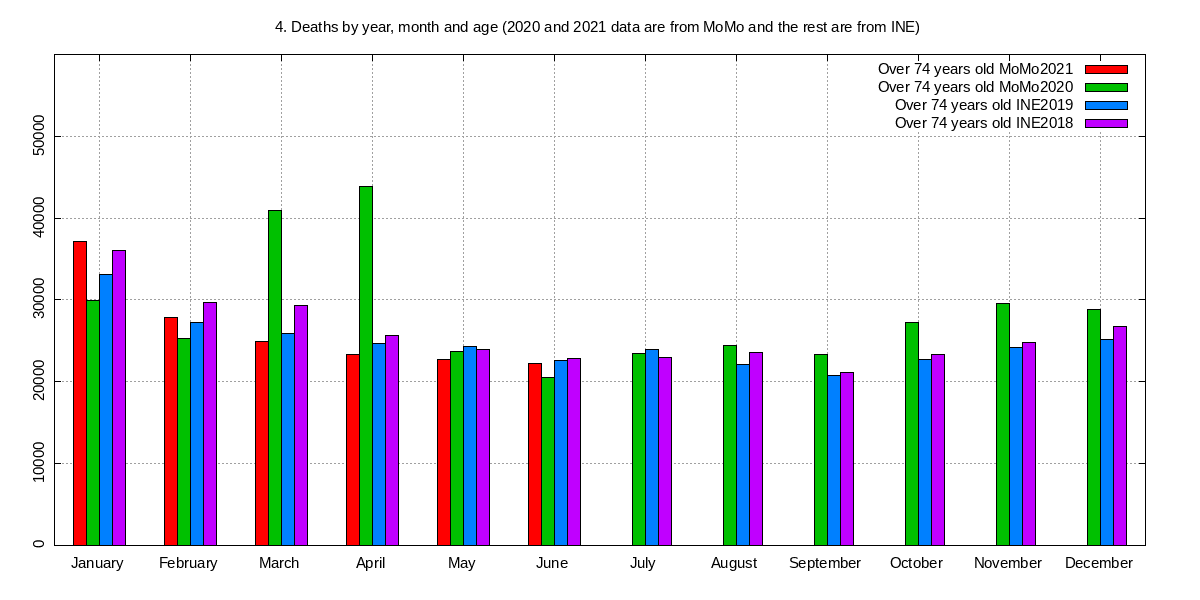 4. Deaths by year, month and age (2020 and 2021 data are from MoMo and the rest are from INE)
Over 74 years old MoMo2021
Over 74 years old MoMo2020
Over 74 years old INE2019
Over 74 years old INE2018
50000
40000
30000
20000
10000
0
January February March April May June July August September October November December